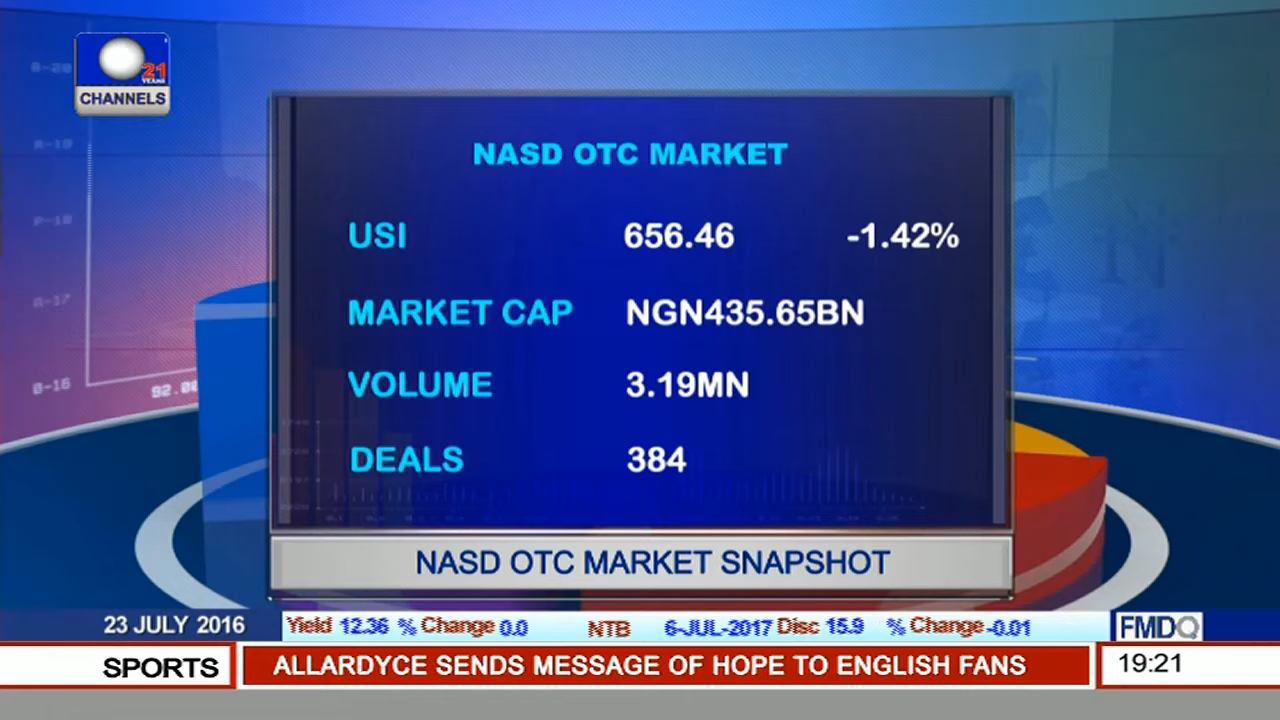 21
YEARS
CHANNELS
NASD OTC MARKET
USI 656.46 -1.42%
MARKET CAP NGN435.65BN
VOLUME 3.19MN
DEALS 384
NASD OTC MARKET SNAPSHOT
23 JULY 2016 Yield 12.36 % Change 0.0 NTB 6-JUL-2017 Disc 15.9 % Change -0.01 FMDQ
SPORTS ALLARDYCE SENDS MESSAGE OF HOPE TO ENGLISH FANS 19:21